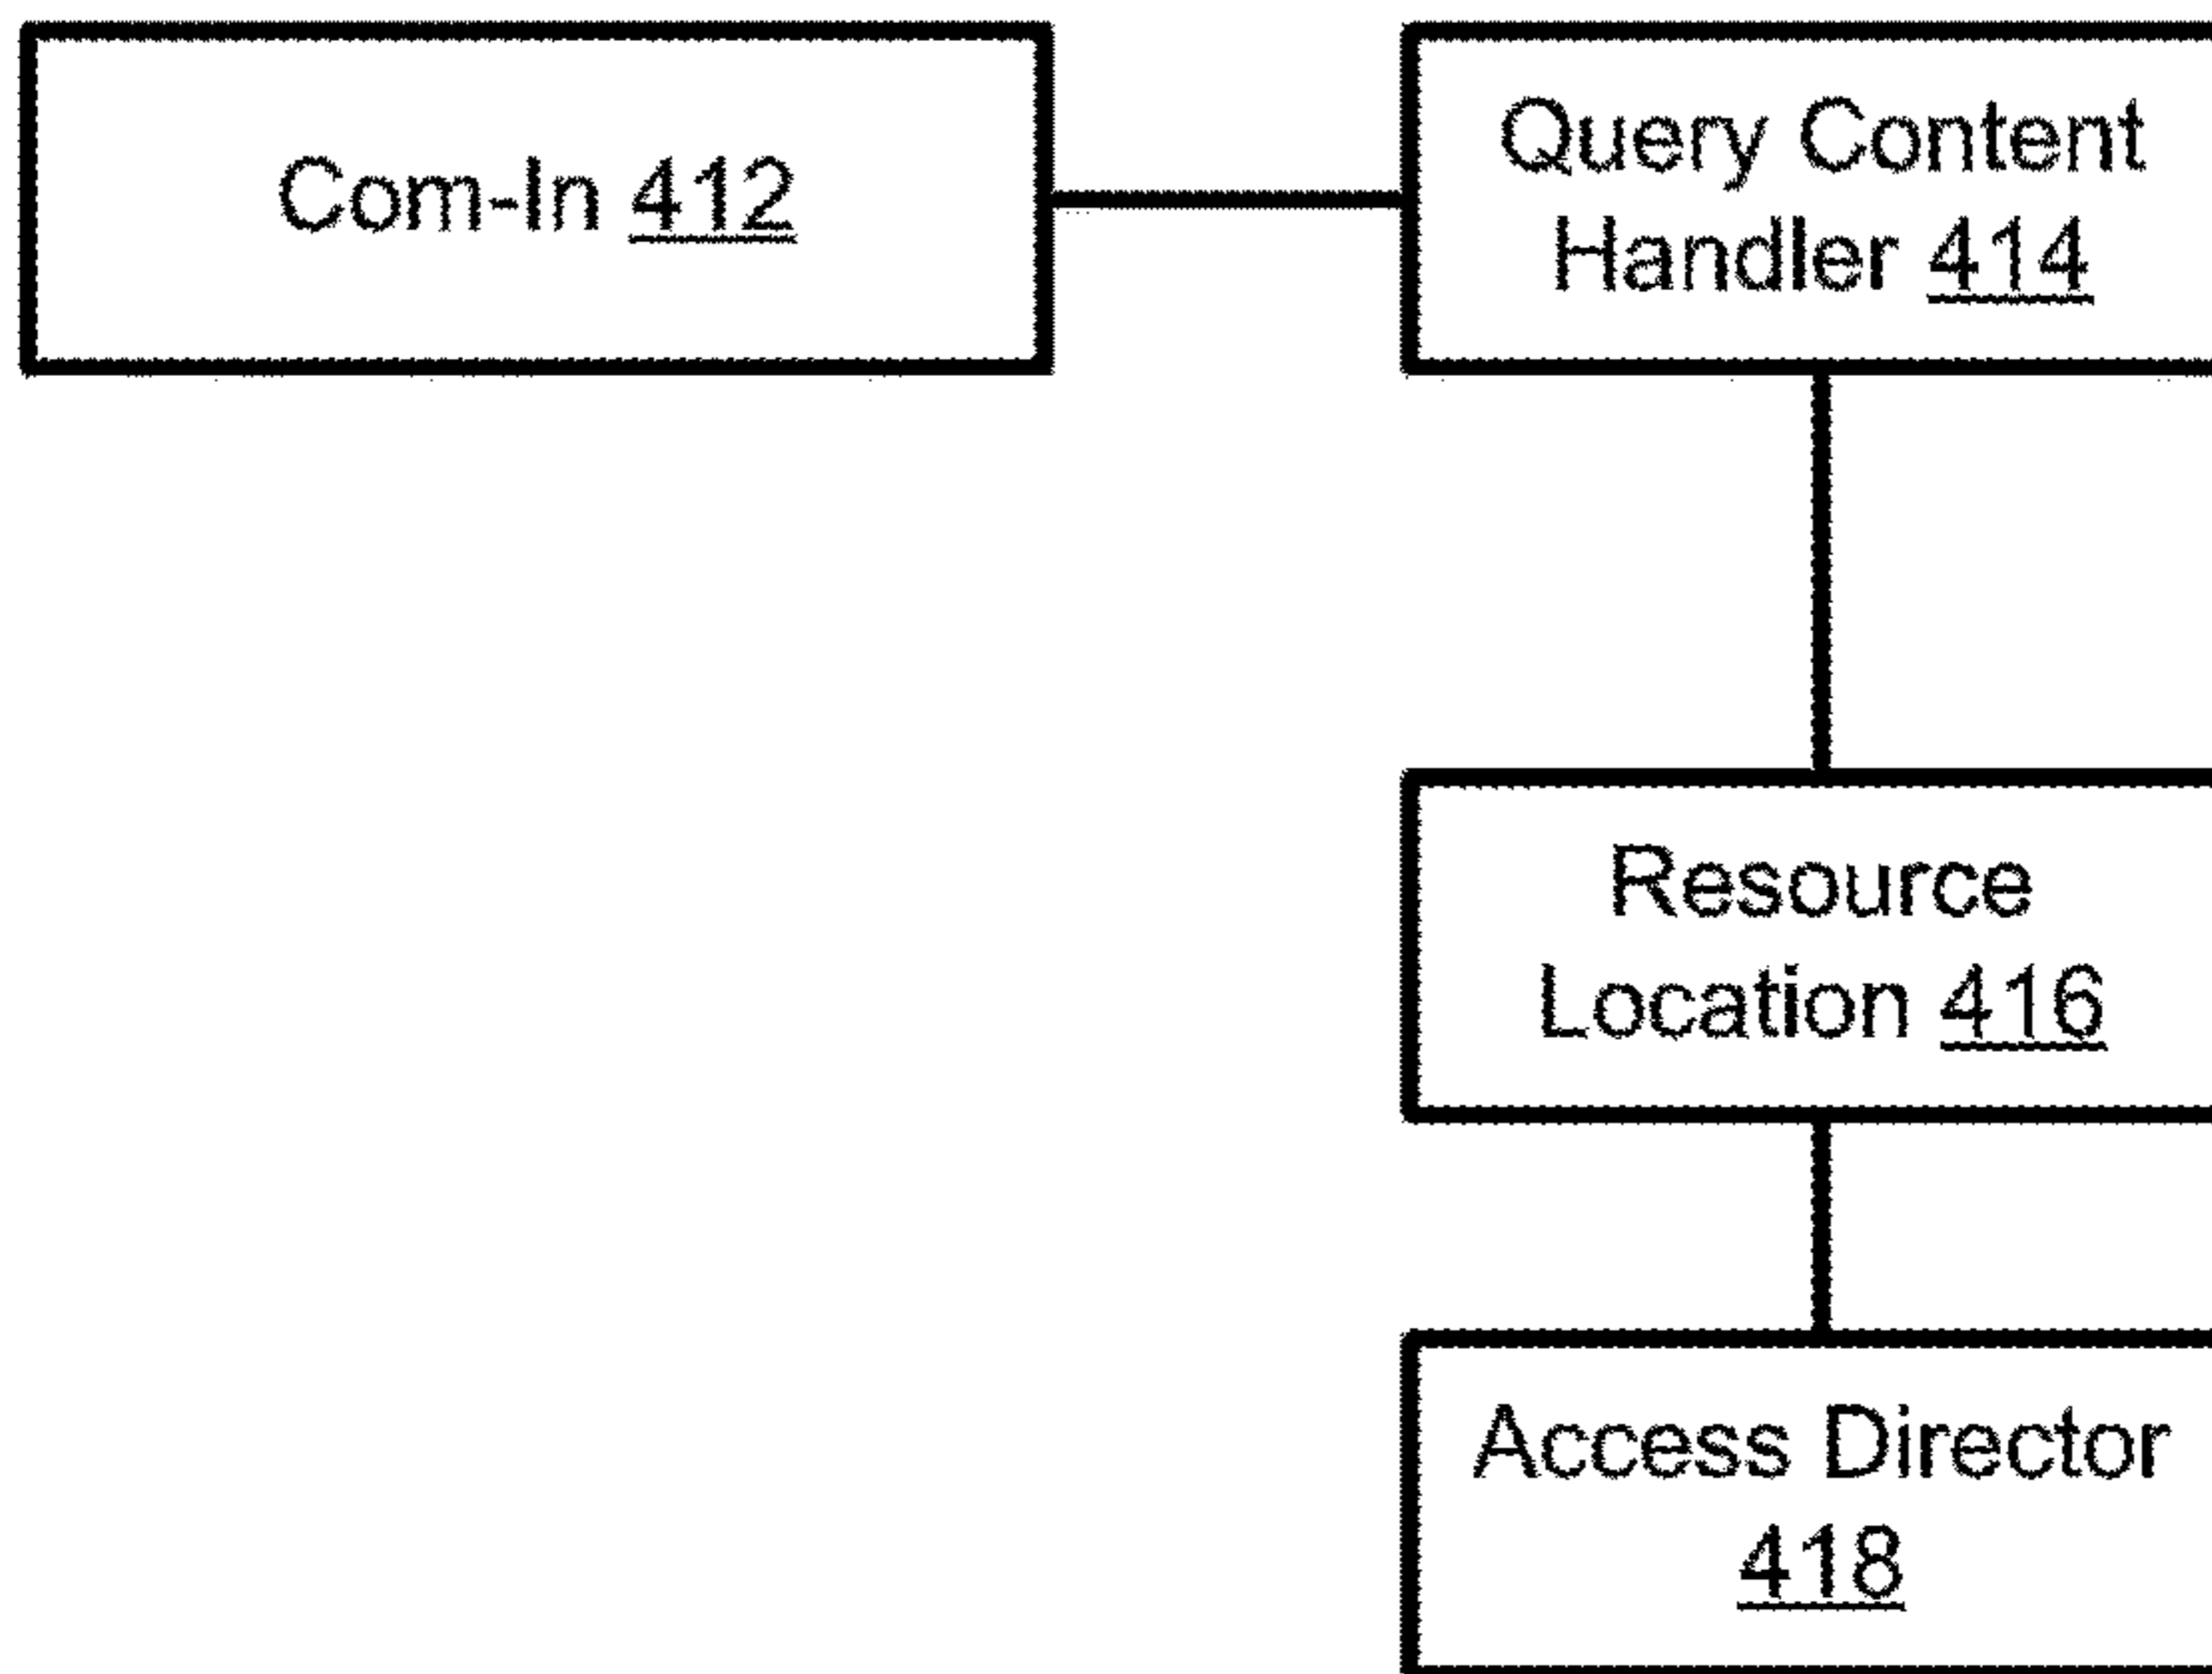 Com-In 412
Query Content
Handler 414
Resource
Location 416
Access Director
418